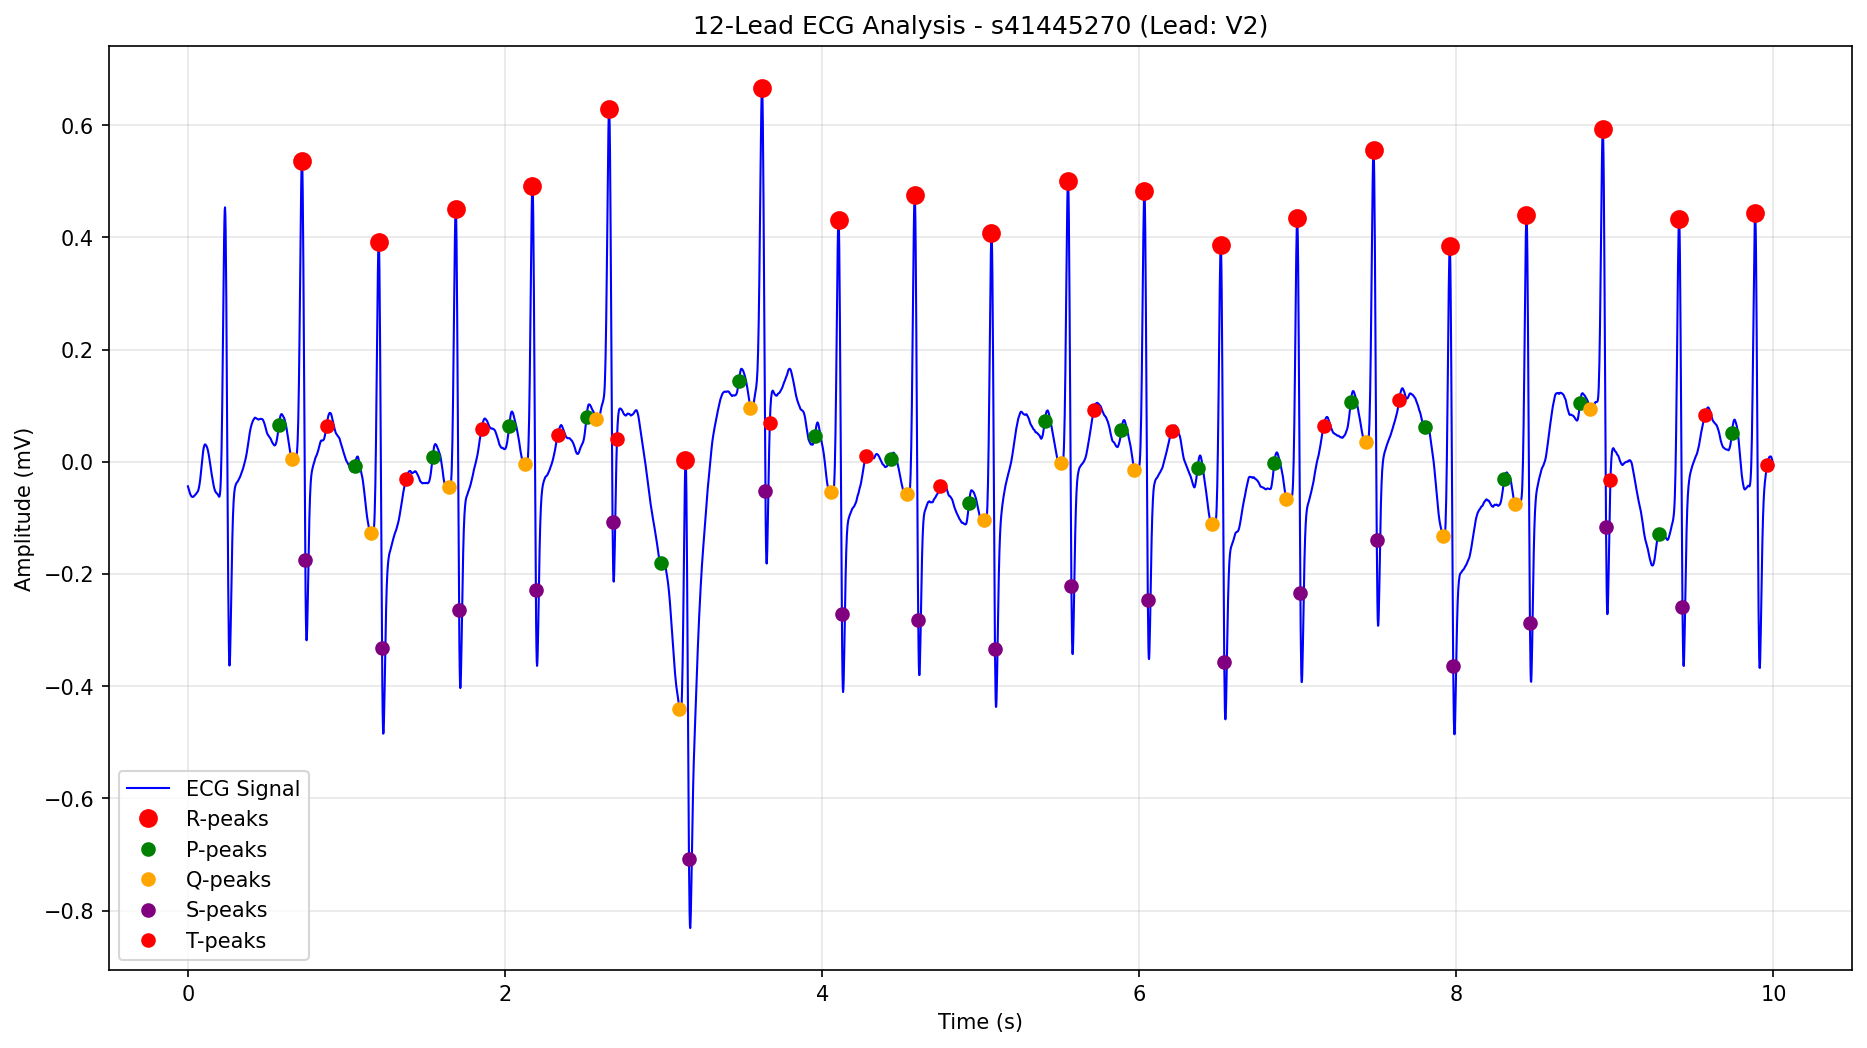 12-Lead ECG Analysis - s41445270 (Lead: V2)
Amplitude (mV)
0.6
0.4
0.2
0.0
−0.2
−0.4
−0.6
−0.8
ECG Signal
R-peaks
P-peaks
Q-peaks
S-peaks
T-peaks
0 2 4 6 8 10
Time (s)